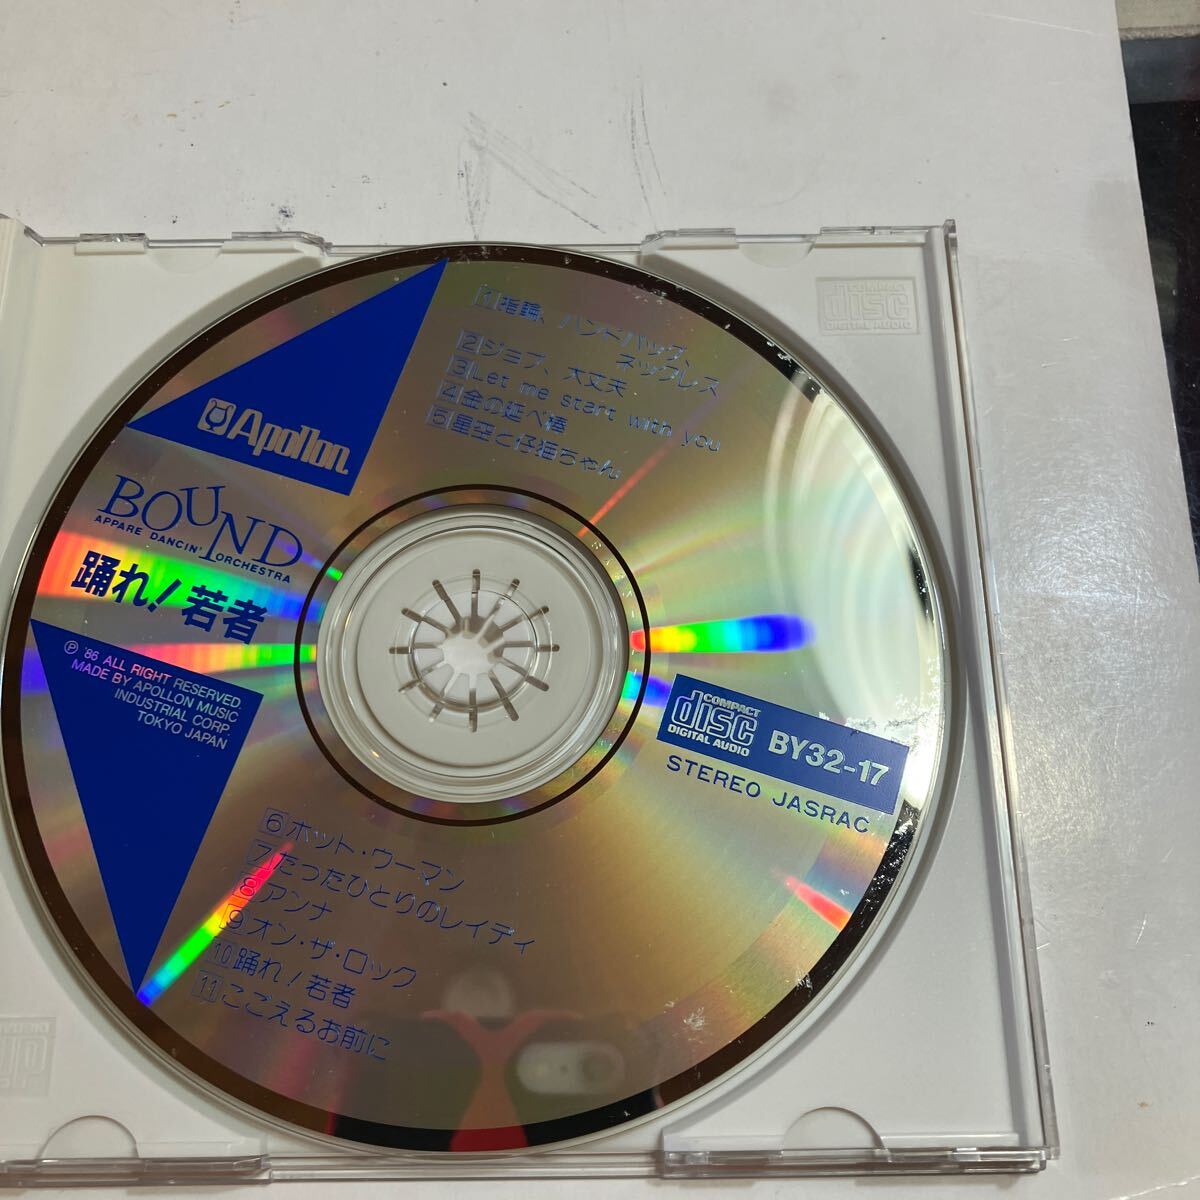 Apollon
BOUND
APPARE DANCIN' ORCHESTRA
踊れ!若者
Ⓟ '86 ALL RIGHT RESERVED.
MADE BY APOLLON MUSIC
INDUSTRIAL CORP.
TOKYO JAPAN
1 指輪、ハンドバッグ、
ネックレス
2 ジョブ、大丈夫
3 Let me start with you
4 金の延べ棒
5 星空と仔猫ちゃん
COMPACT
disc
DIGITAL AUDIO
BY32-17
STEREO JASRAC
6 ホット・ウーマン
7 たったひとりのレイディ
8 アンナ
9 オン・ザ・ロック
10 踊れ!若者
11 こごえるお前に
COMPACT
disc
DIGITAL AUDIO